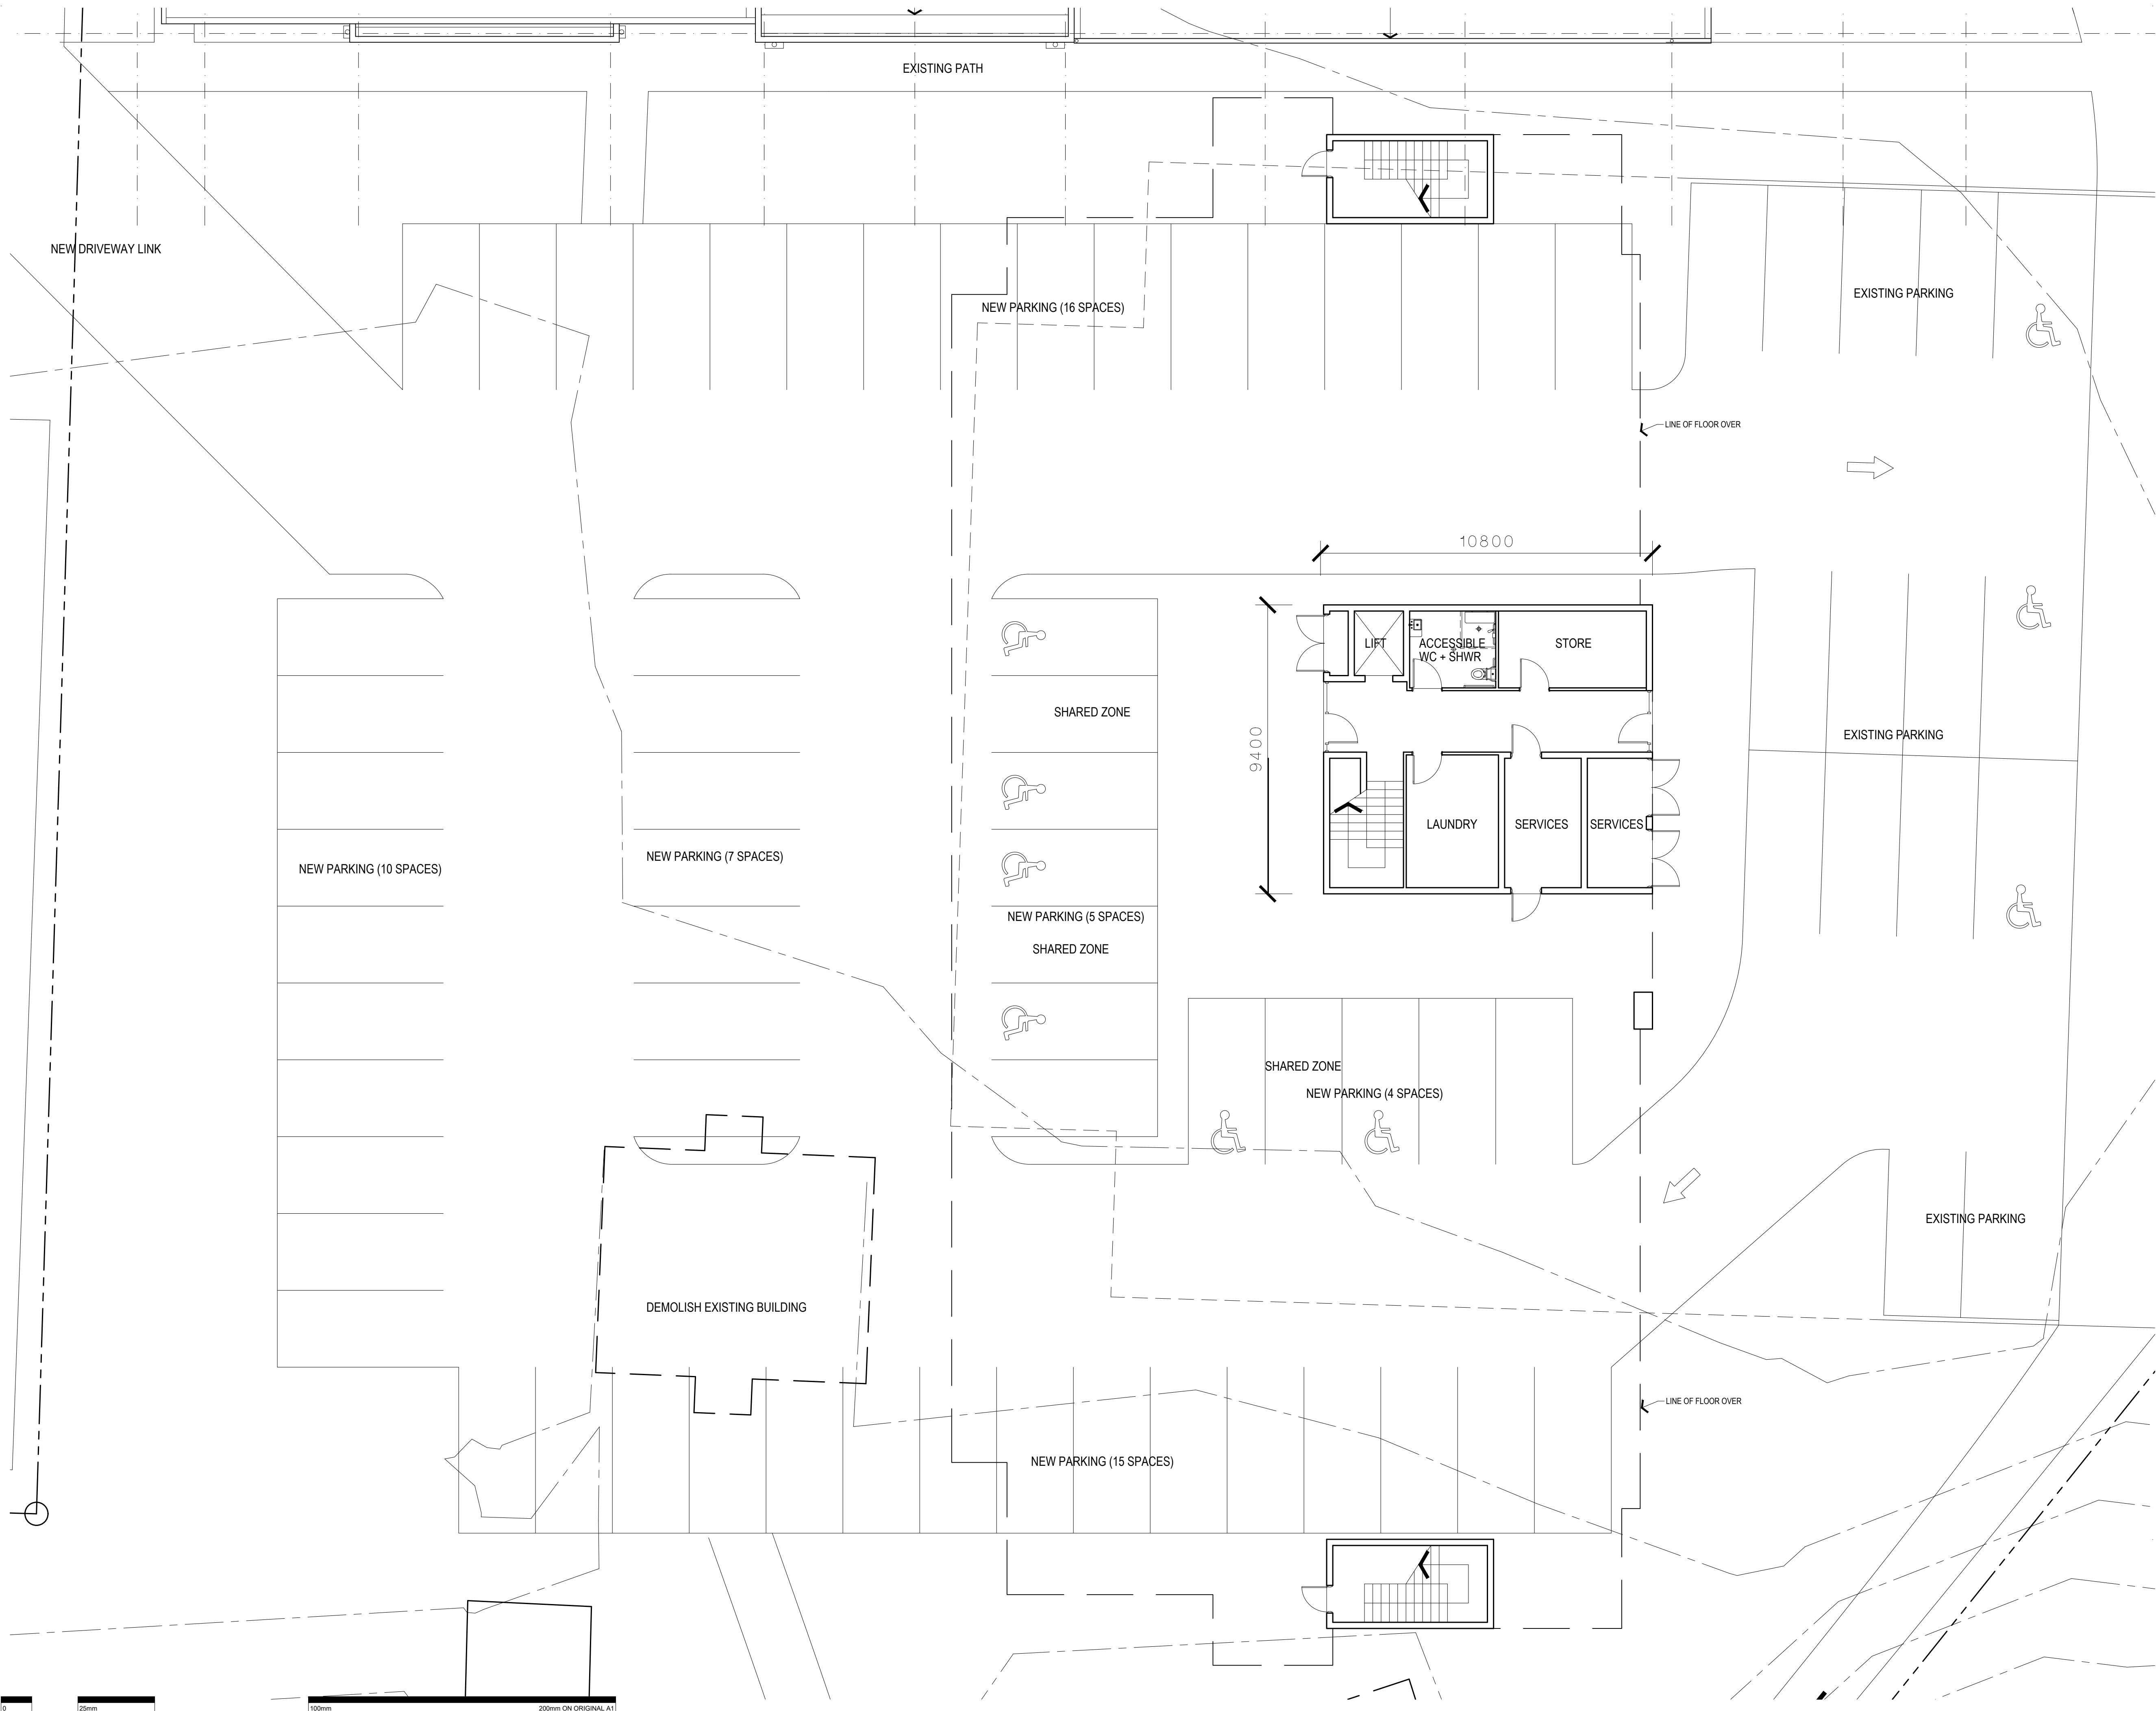 EXISTING PATH
NEW DRIVEWAY LINK
NEW PARKING (16 SPACES)
EXISTING PARKING
LINE OF FLOOR OVER
10800
9400
LIFT
ACCESSIBLE
WC + SHWR
STORE
SHARED ZONE
EXISTING PARKING
LAUNDRY
SERVICES
SERVICES
NEW PARKING (10 SPACES)
NEW PARKING (7 SPACES)
NEW PARKING (5 SPACES)
SHARED ZONE
SHARED ZONE
NEW PARKING (4 SPACES)
EXISTING PARKING
DEMOLISH EXISTING BUILDING
LINE OF FLOOR OVER
NEW PARKING (15 SPACES)
0
25mm
100mm
200mm ON ORIGINAL A1